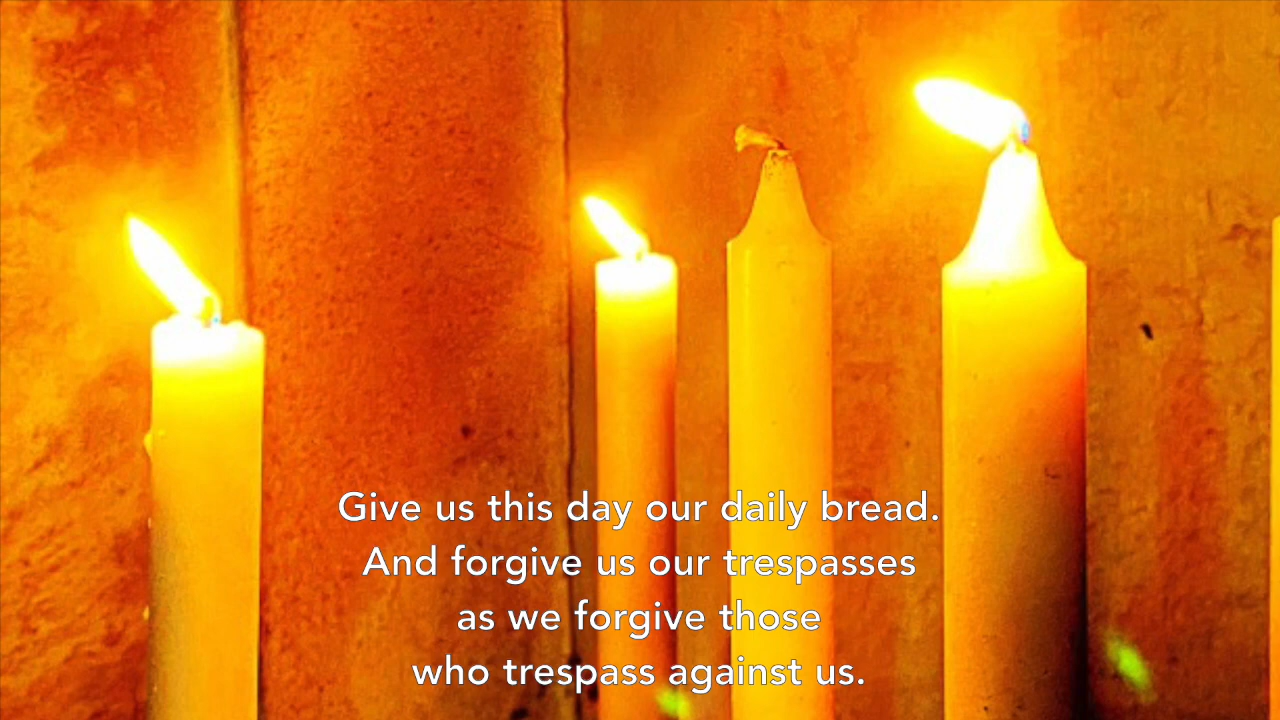 Give us this day our daily bread.
And forgive us our trespasses
as we forgive those
who trespass against us.